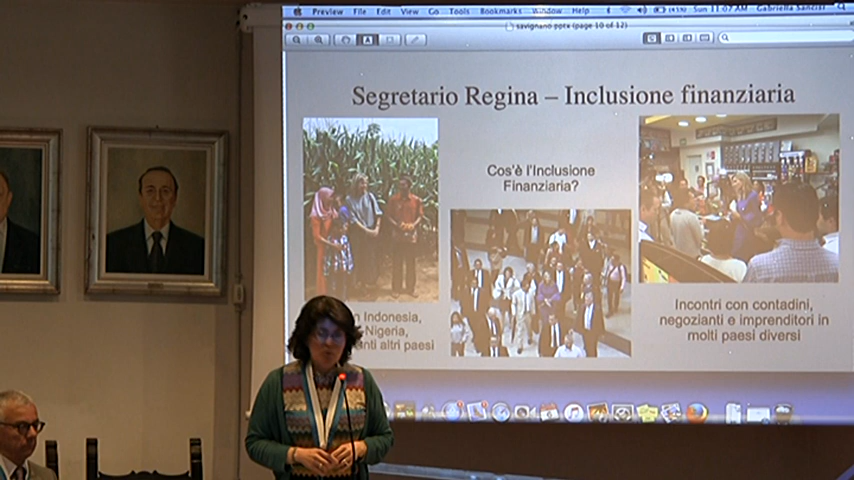 Preview File Edit View Go Tools Bookmarks Window Help Sun 11:07 AM
savignano.pptx (page 10 of 12)
Segretario Regina – Inclusione finanziaria
Cos'è l'Inclusione
Finanziaria?
n Indonesia,
Nigeria,
nti altri paesi
Incontri con contadini,
negozianti e imprenditori in
molti paesi diversi